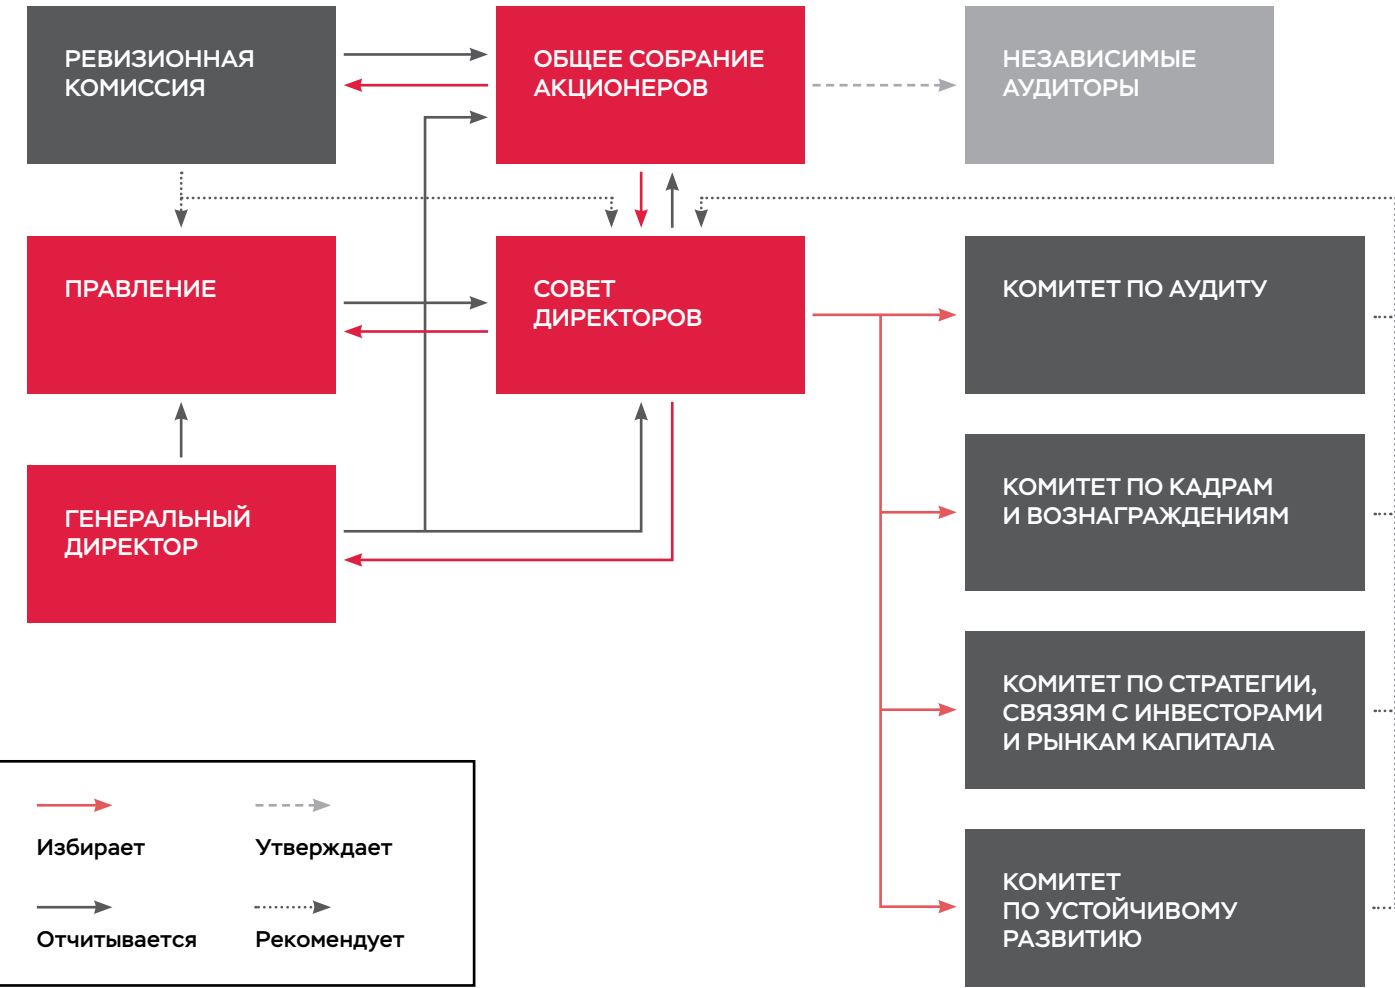 РЕВИЗИОННАЯ
КОМИССИЯ
ОБЩЕЕ СОБРАНИЕ
АКЦИОНЕРОВ
НЕЗАВИСИМЫЕ
АУДИТОРЫ
ПРАВЛЕНИЕ
СОВЕТ
ДИРЕКТОРОВ
КОМИТЕТ ПО АУДИТУ
ГЕНЕРАЛЬНЫЙ
ДИРЕКТОР
КОМИТЕТ ПО КАДРАМ
И ВОЗНАГРАЖДЕНИЯМ
КОМИТЕТ ПО СТРАТЕГИИ,
СВЯЗЯМ С ИНВЕСТОРАМИ
И РЫНКАМ КАПИТАЛА
КОМИТЕТ
ПО УСТОЙЧИВОМУ
РАЗВИТИЮ
Избирает
Утверждает
Отчитывается
Рекомендует